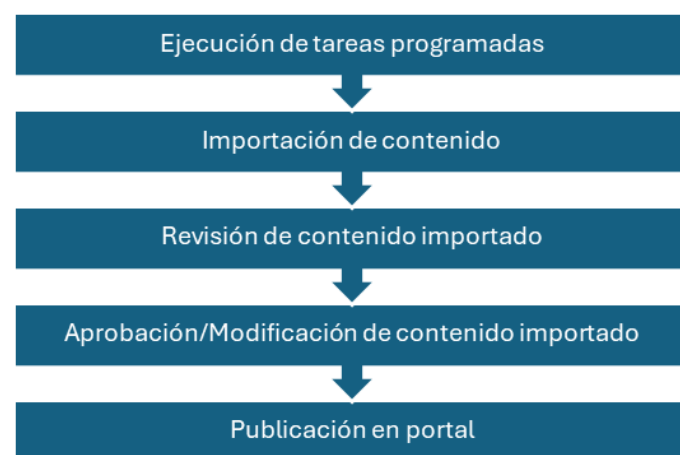 Ejecución de tareas programadas
Importación de contenido
Revisión de contenido importado
Aprobación/Modificación de contenido importado
Publicación en portal